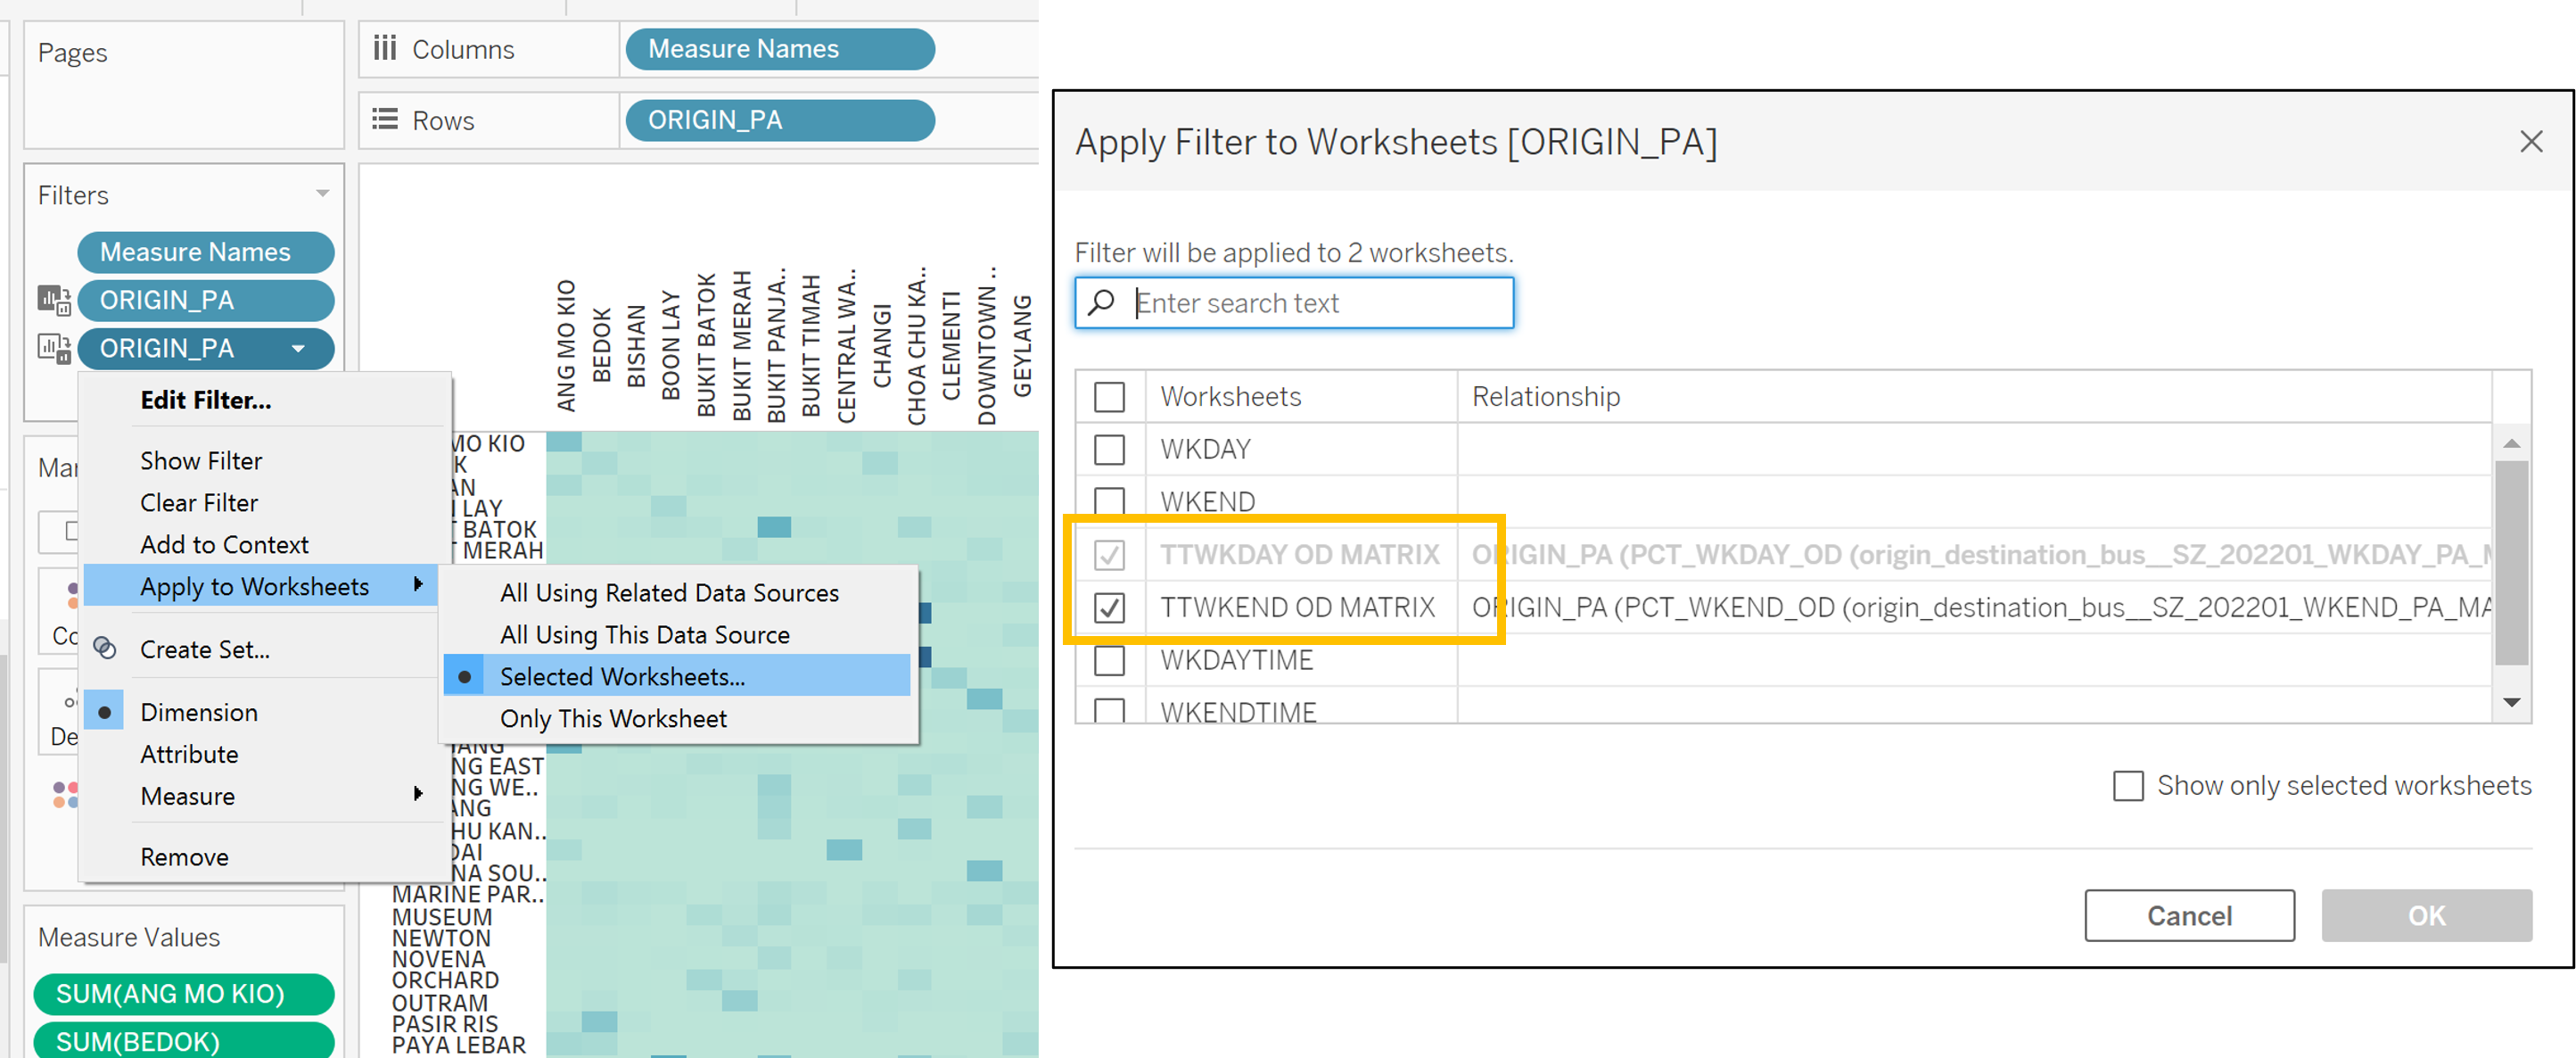 Pages
Columns
Measure Names
Rows
ORIGIN_PA
Filters
Measure Names
ORIGIN_PA
ORIGIN_PA
Edit Filter...
Show Filter
Clear Filter
Add to Context
Apply to Worksheets
Create Set...
Dimension
Attribute
Measure
Remove
All Using Related Data Sources
All Using This Data Source
Selected Worksheets...
Only This Worksheet
Mar
Co
De
ANG MO KIO
BEDOK
BISHAN
BOON LAY
BUKIT BATOK
BUKIT MERAH
BUKIT PANJA..
BUKIT TIMAH
CENTRAL WA..
CHANGI
CHOA CHU KA..
CLEMENTI
DOWNTOWN ..
GEYLANG
MO KIO
K
AN
LAY
T BATOK
T MERAH
ANG
NG EAST
NG WE..
ANG
HU KAN..
DAI
NA SOU..
MARINE PAR..
MUSEUM
NEWTON
NOVENA
ORCHARD
OUTRAM
PASIR RIS
PAYA LEBAR
Measure Values
SUM(ANG MO KIO)
SUM(BEDOK)
Apply Filter to Worksheets [ORIGIN_PA]
Filter will be applied to 2 worksheets.
Enter search text
Worksheets Relationship
WKDAY
WKEND
TTWKDAY OD MATRIX ORIGIN_PA (PCT_WKDAY_OD (origin_destination_bus__SZ_202201_WKDAY_PA_M
TTWKEND OD MATRIX ORIGIN_PA (PCT_WKEND_OD (origin_destination_bus__SZ_202201_WKEND_PA_MA
WKDAYTIME
WKENDTIME
Show only selected worksheets
Cancel
OK